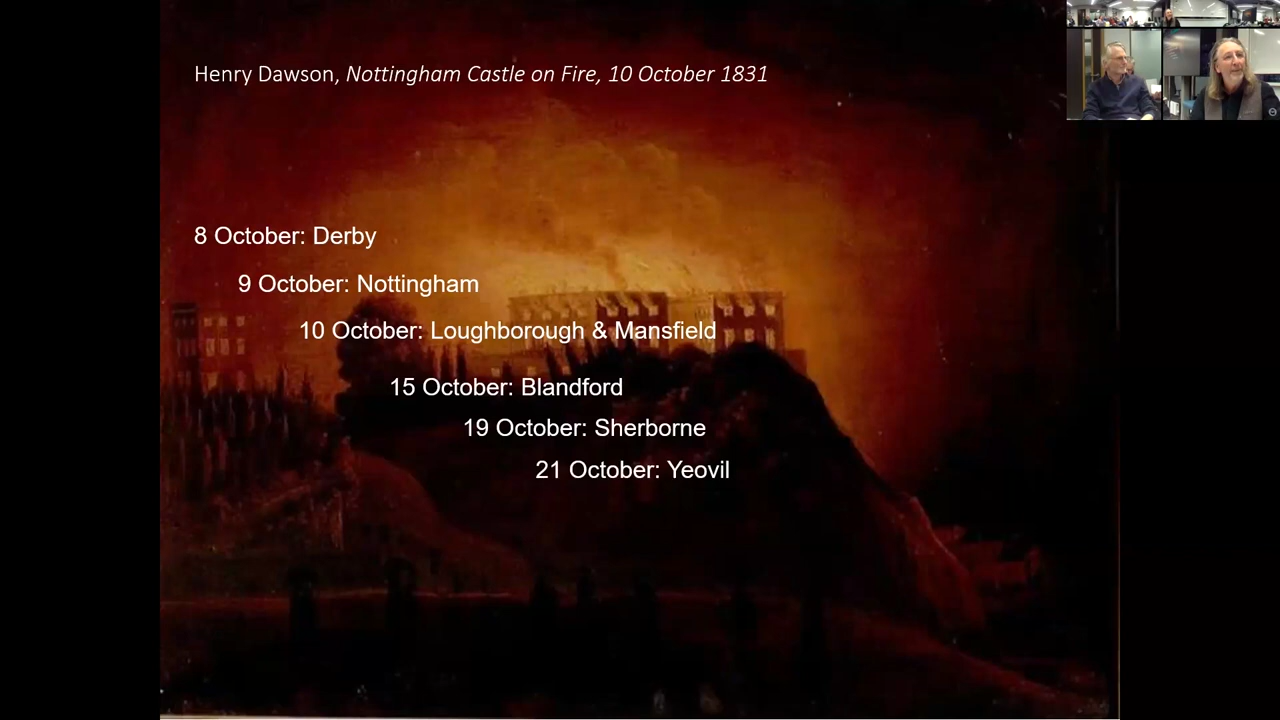 Henry Dawson, Nottingham Castle on Fire, 10 October 1831
8 October: Derby
9 October: Nottingham
10 October: Loughborough & Mansfield
15 October: Blandford
19 October: Sherborne
21 October: Yeovil